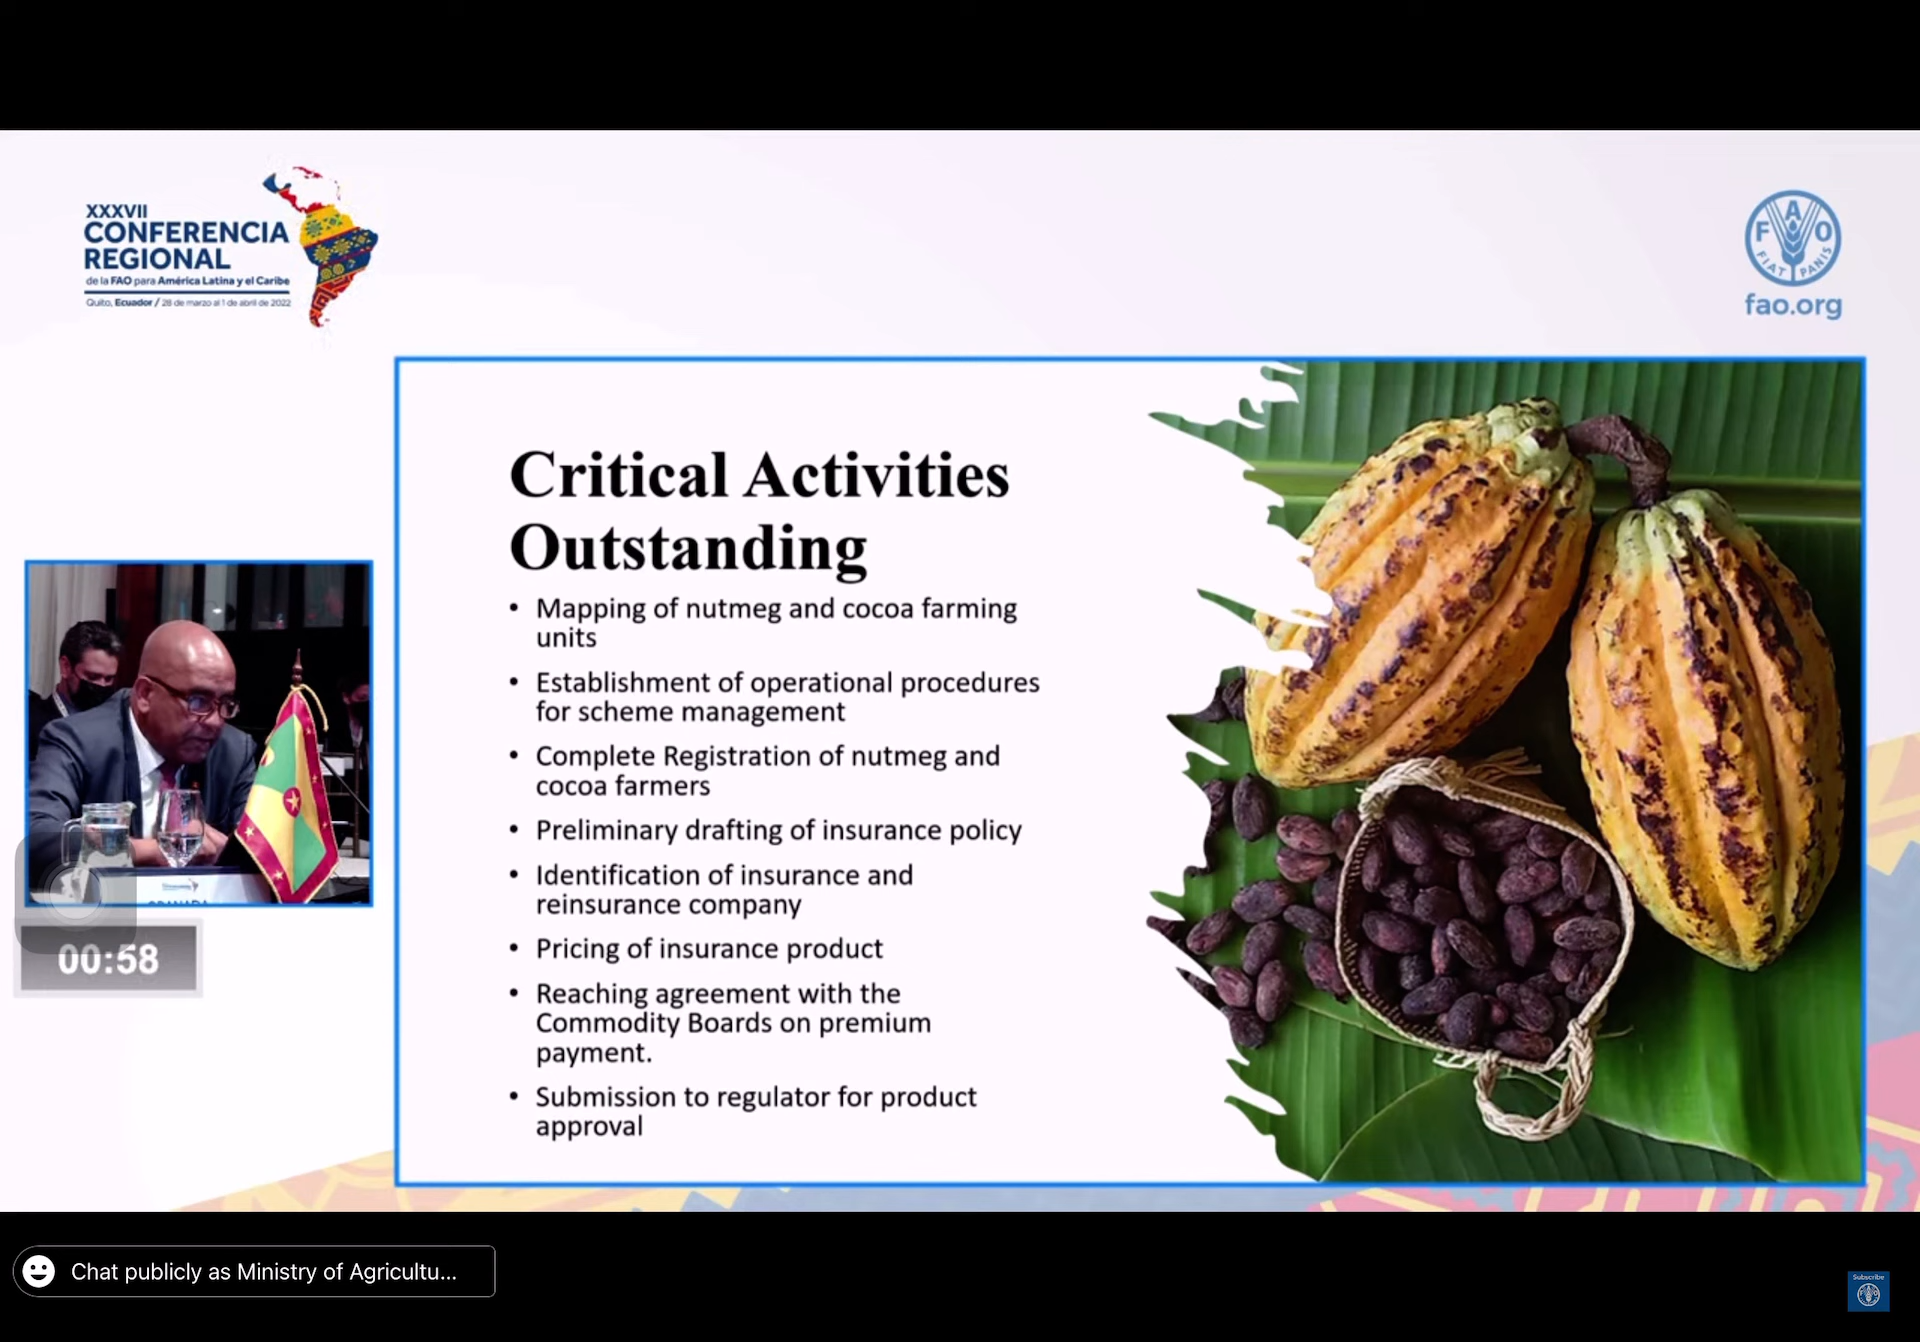 XXXVII
CONFERENCIA
REGIONAL
de la FAO para América Latina y el Caribe
Quito, Ecuador / 28 de marzo al 1 de abril de 2022
F A O
FIAT PANIS
fao.org
Critical Activities
Outstanding
• Mapping of nutmeg and cocoa farming
units
• Establishment of operational procedures
for scheme management
• Complete Registration of nutmeg and
cocoa farmers
• Preliminary drafting of insurance policy
• Identification of insurance and
reinsurance company
• Pricing of insurance product
• Reaching agreement with the
Commodity Boards on premium
payment.
• Submission to regulator for product
approval
00:58
Chat publicly as Ministry of Agricultu...
Subscribe